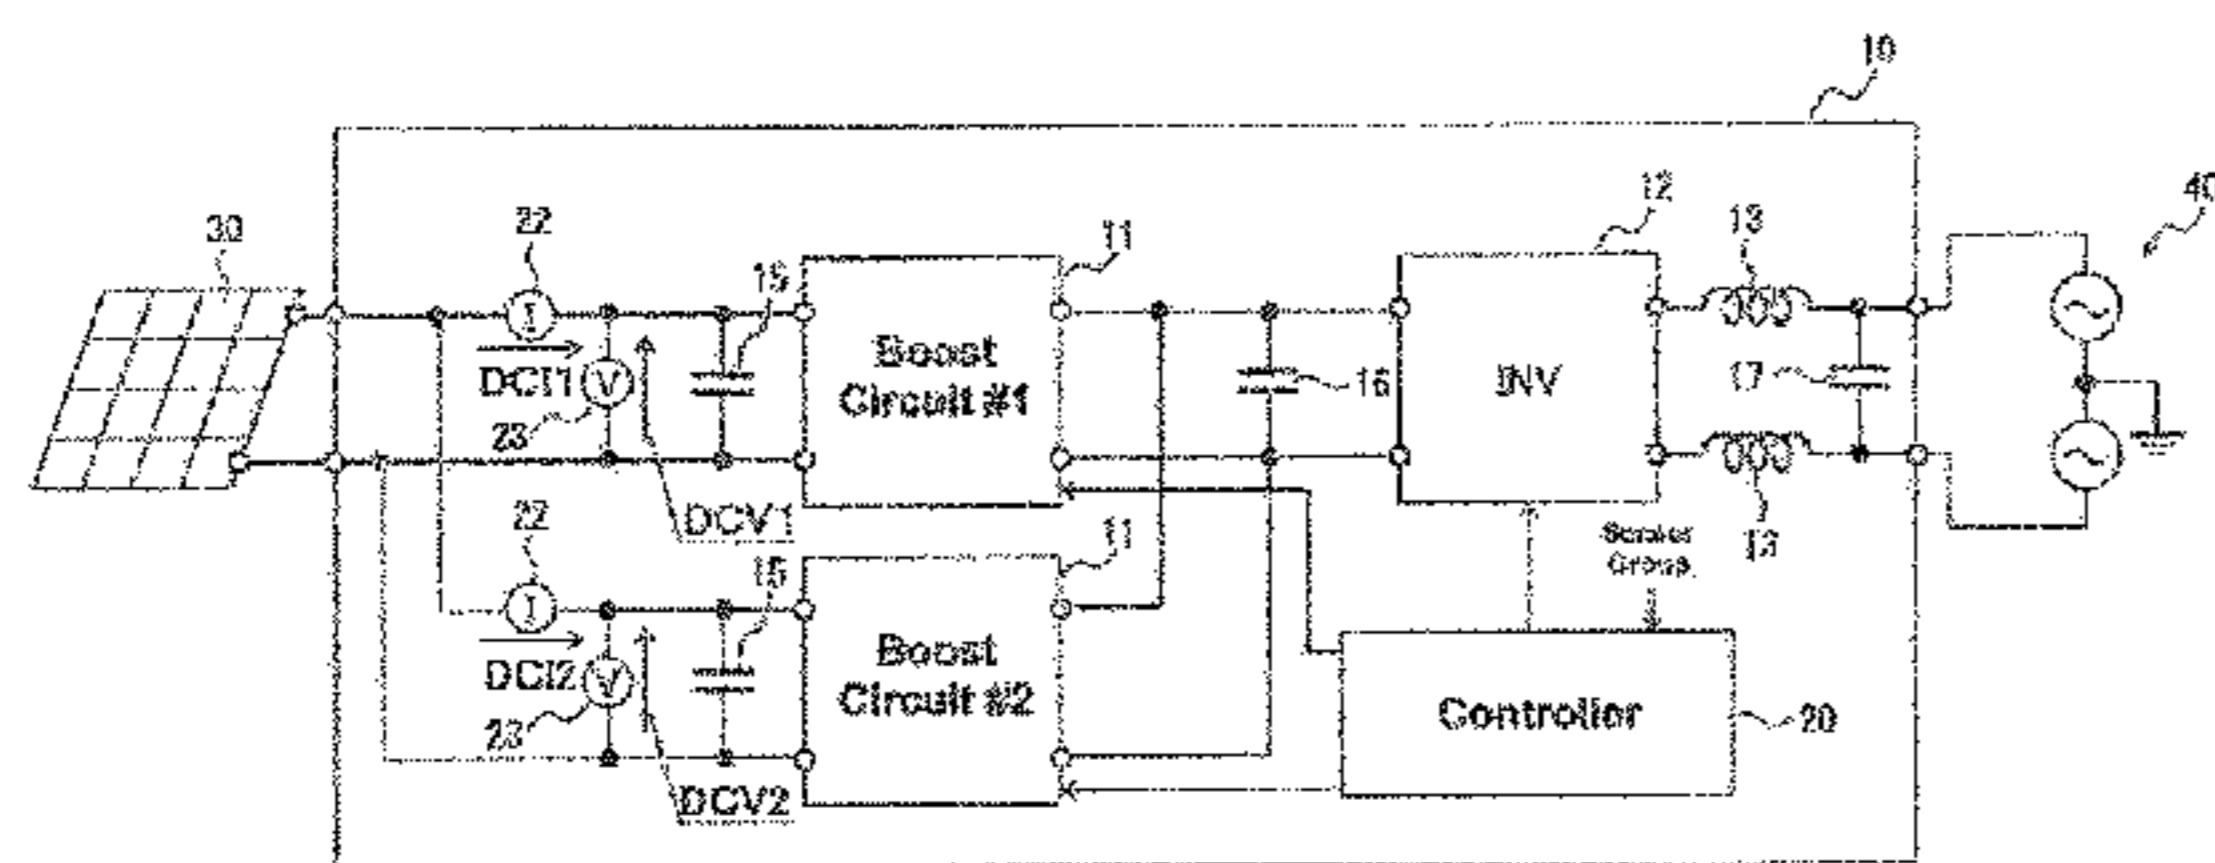 10
40
12
13
30
22
11
15
I
Boost
Circuit #1
INV
DCI1
V
23
16
17
DCV1
13
22
15
11
I
Boost
Circuit #2
DCI2
V
23
DCV2
Group
Controller
20